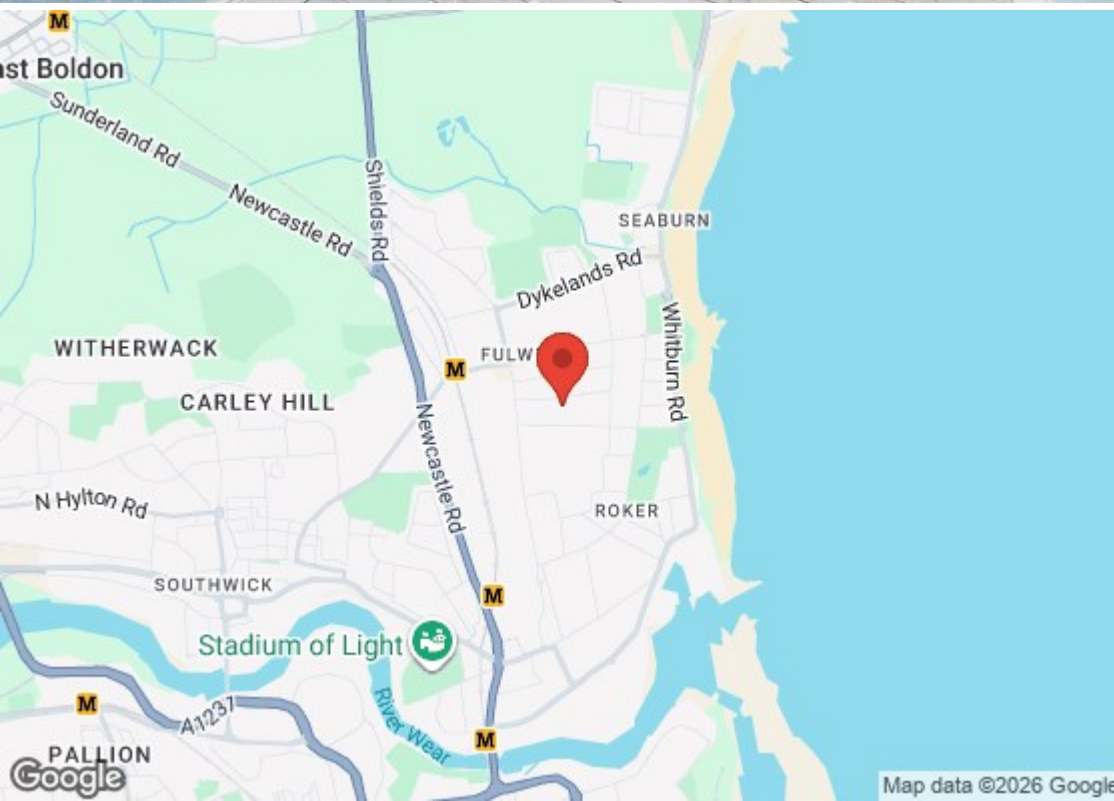 M
ast Boldon
Sunderland Rd
Newcastle Rd
Shields Rd
SEABURN
Dykelands Rd
Whitburn Rd
WITHERWACK
FULW
M
CARLEY HILL
Newcastle Rd
N Hylton Rd
ROKER
SOUTHWICK
M
Stadium of Light
River Wear
M
A1231
M
PALLION
Google
Map data ©2026 Google